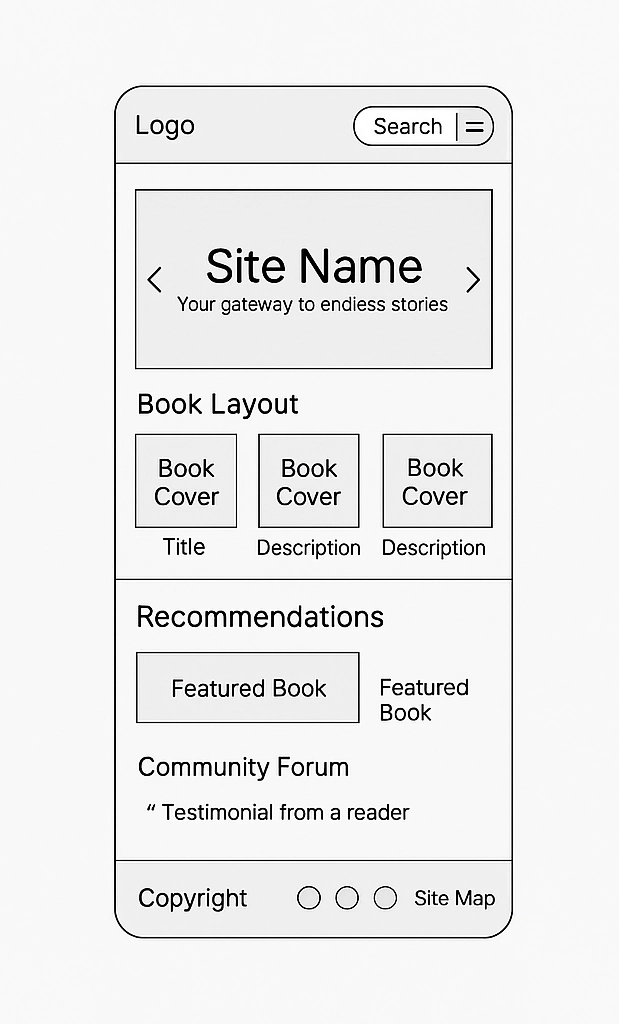 Logo
Search
Site Name
Your gateway to endless stories
Book Layout
Book
Cover
Book
Cover
Book
Cover
Title
Description
Description
Recommendations
Featured Book
Featured
Book
Community Forum
“ Testimonial from a reader
Copyright
Site Map